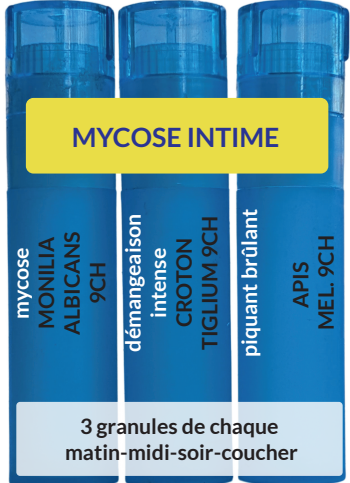 MYCOSE INTIME
mycose
MONILIA
ALBICANS
9CH
démangeaison
intense
CROTON
TIGLIUM 9CH
piquant brûlant
APIS
MEL. 9CH
3 granules de chaque
matin-midi-soir-coucher